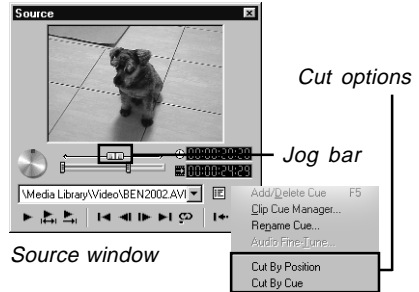 Source
Cut options
00:00:20:20
Jog bar
00:00:24:29
\Media Library\Video\BEN2002.AVI
Add/Delete Cue F5
Clip Cue Manager...
Rename Cue...
Audio Fine-Tune...
Cut By Position
Cut By Cue
Source window